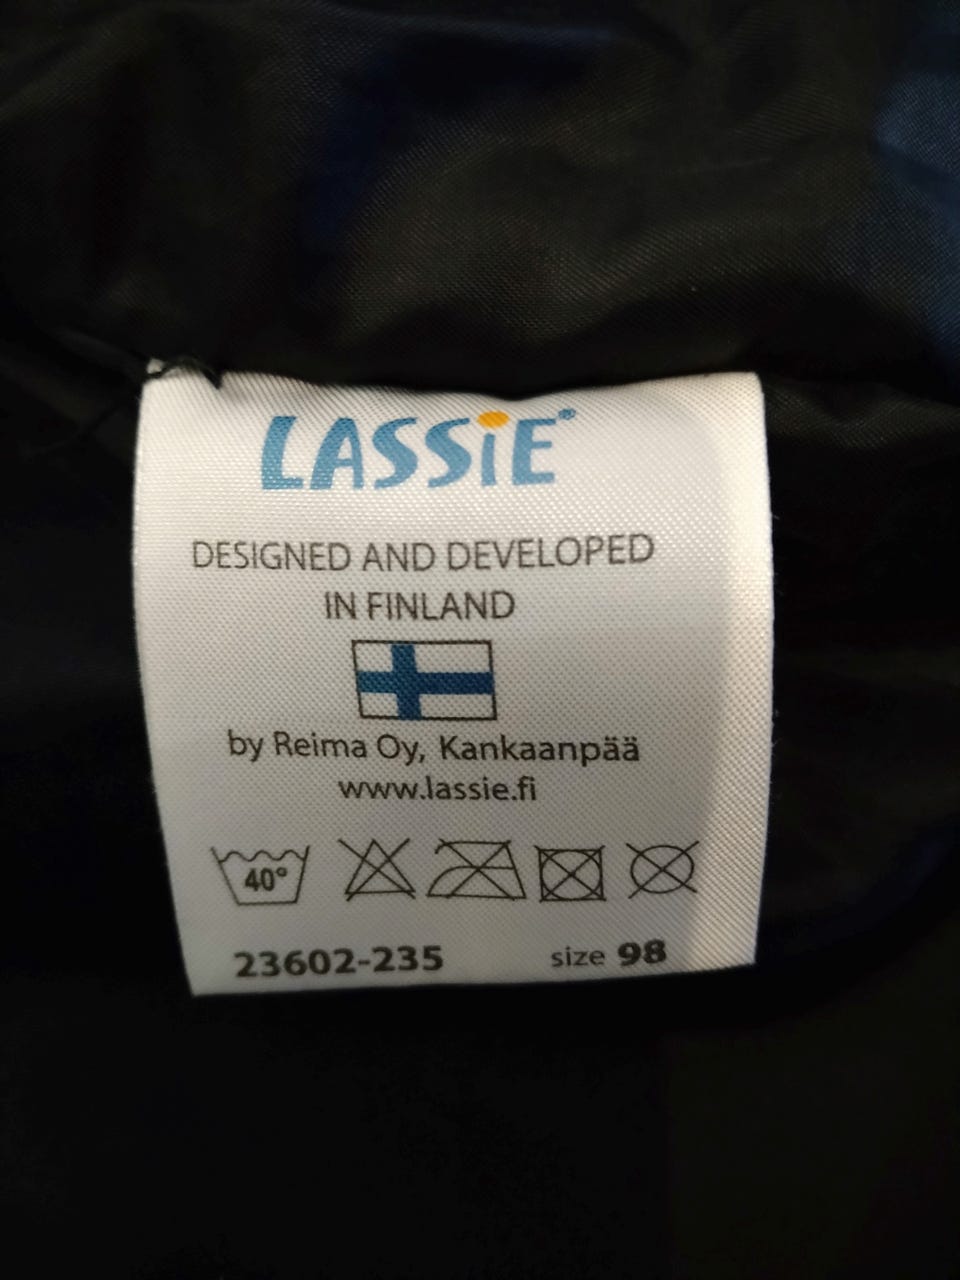 LASSiE®
DESIGNED AND DEVELOPED
IN FINLAND
by Reima Oy, Kankaanpää
www.lassie.fi
40°
23602-235 size 98